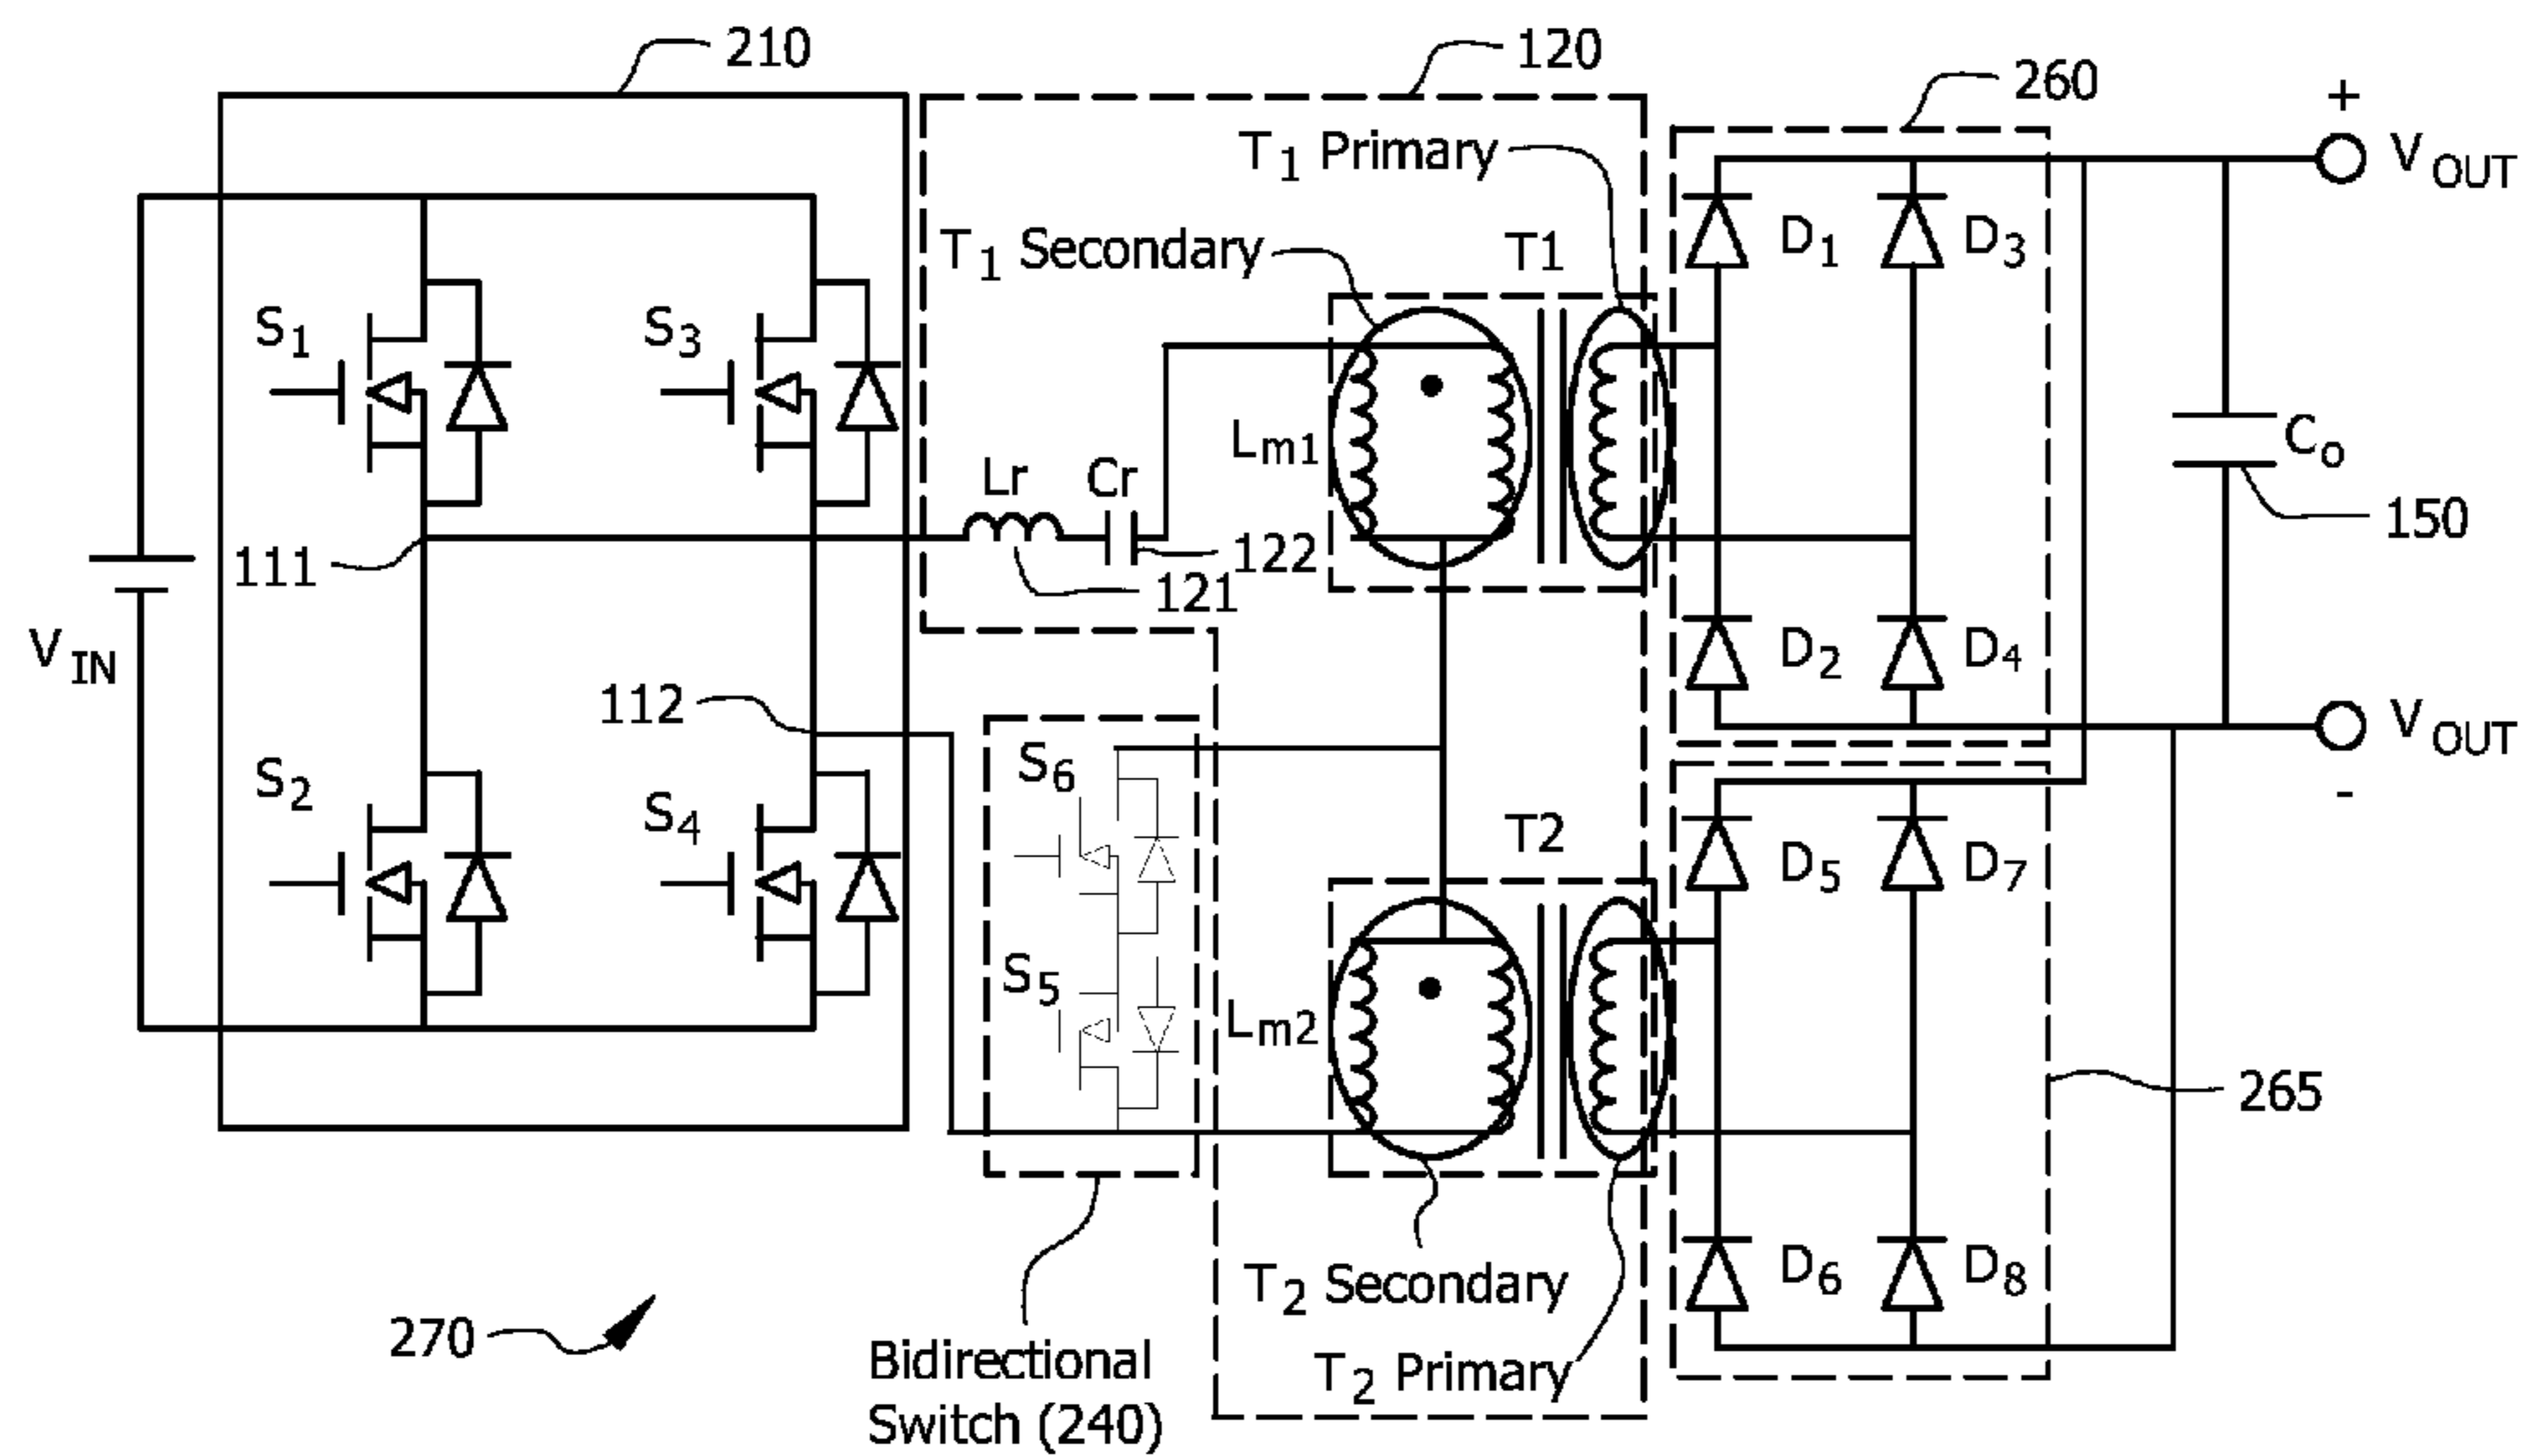 210
120
260
+
T1 Primary
VOUT
T1 Secondary
T1
D1
D3
S1
S3
Lm1
Co
Lr
Cr
150
111
122
121
VIN
D2
D4
112
VOUT
S6
-
S2
S4
T2
D5
D7
S5
Lm2
265
T2 Secondary
D6
D8
270
Bidirectional
Switch (240)
T2 Primary